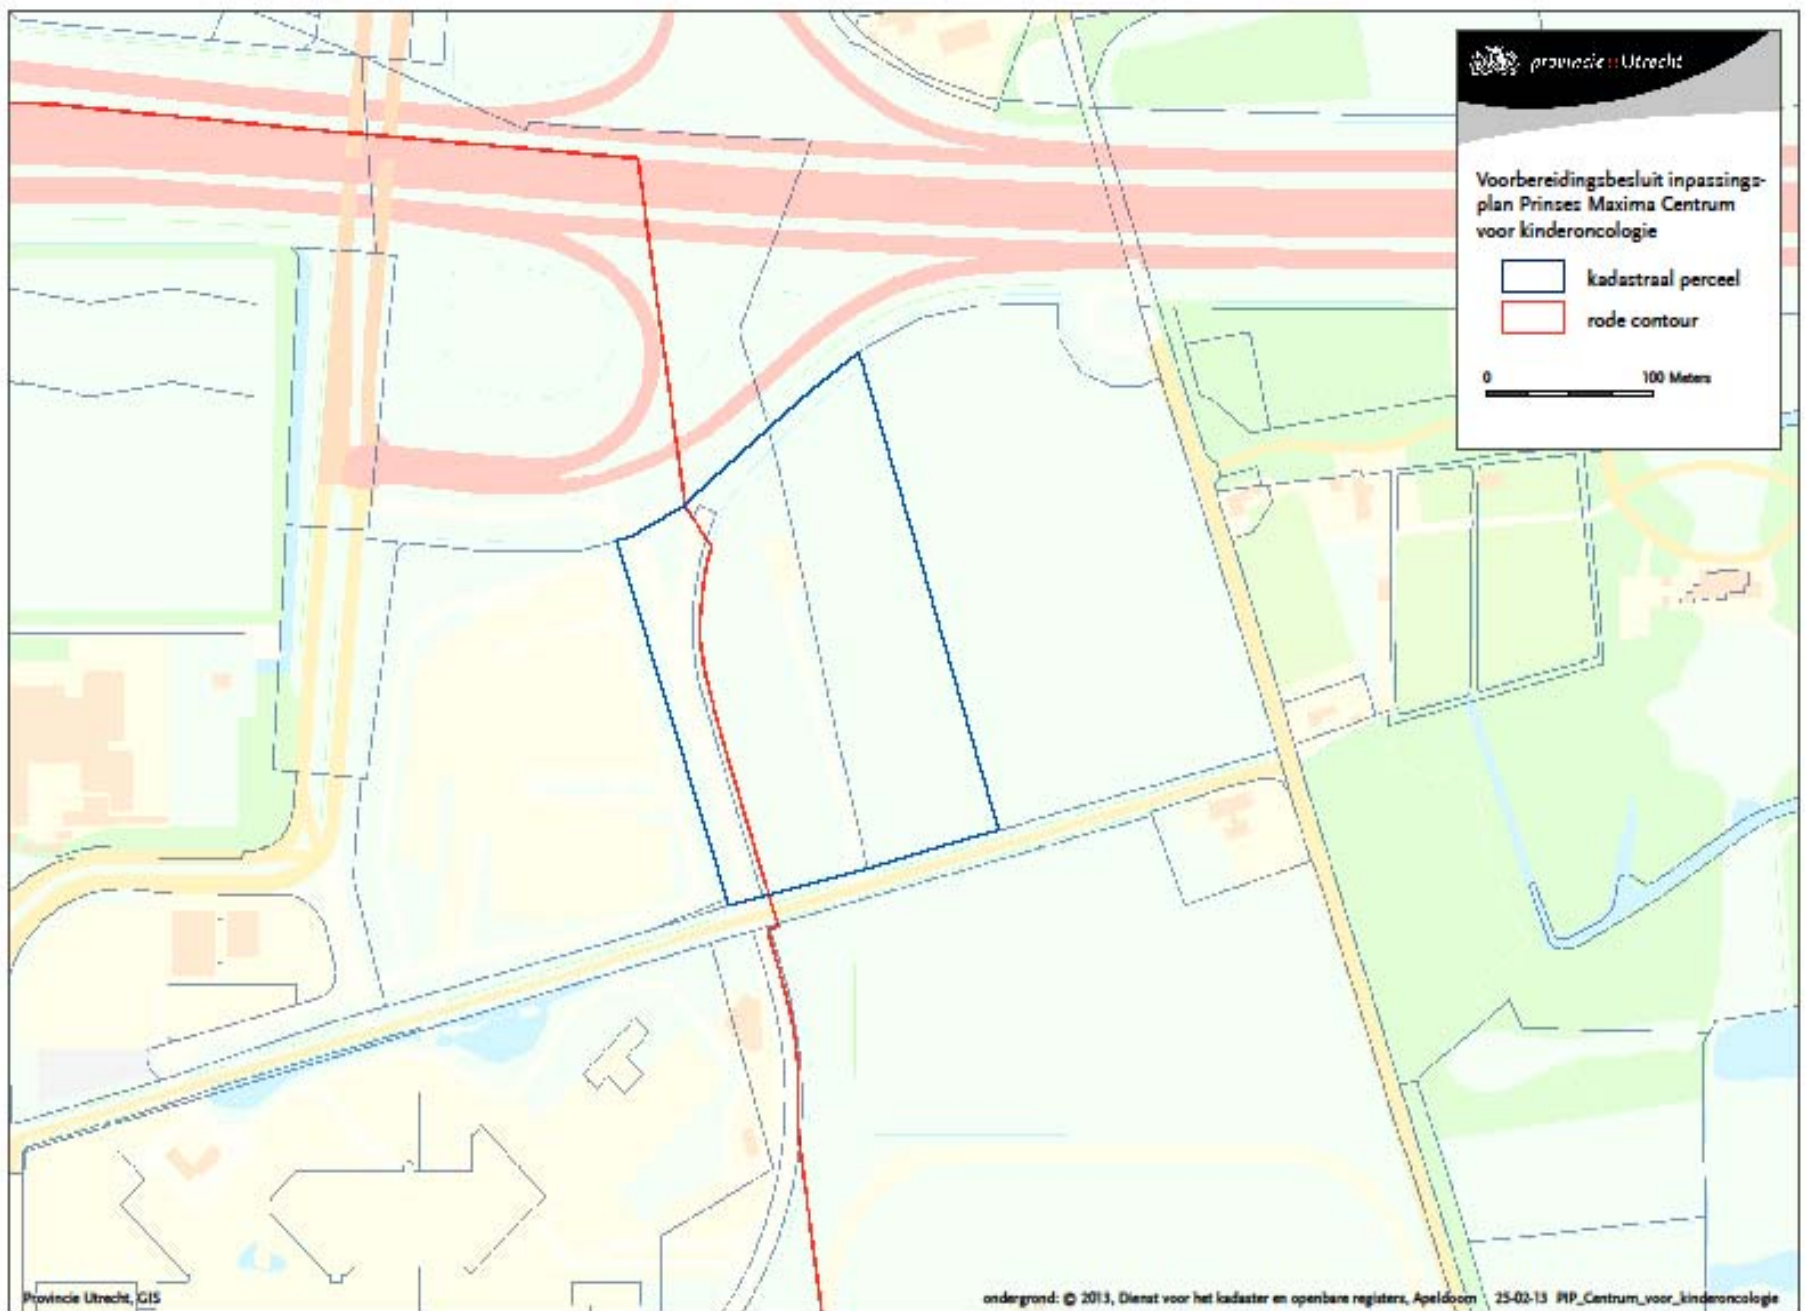 provincie::Utrecht
Voorbereidingsbesluit inpassings-
plan Prinses Maxima Centrum
voor kinderoncologie
kadastraal perceel
rode contour
0 100 Meters
Provincie Utrecht, GIS
ondergrond: © 2013, Dienst voor het kadaster en openbare registers, Apeldoorn 25-02-13 PIP_Centrum_voor_kinderoncologie